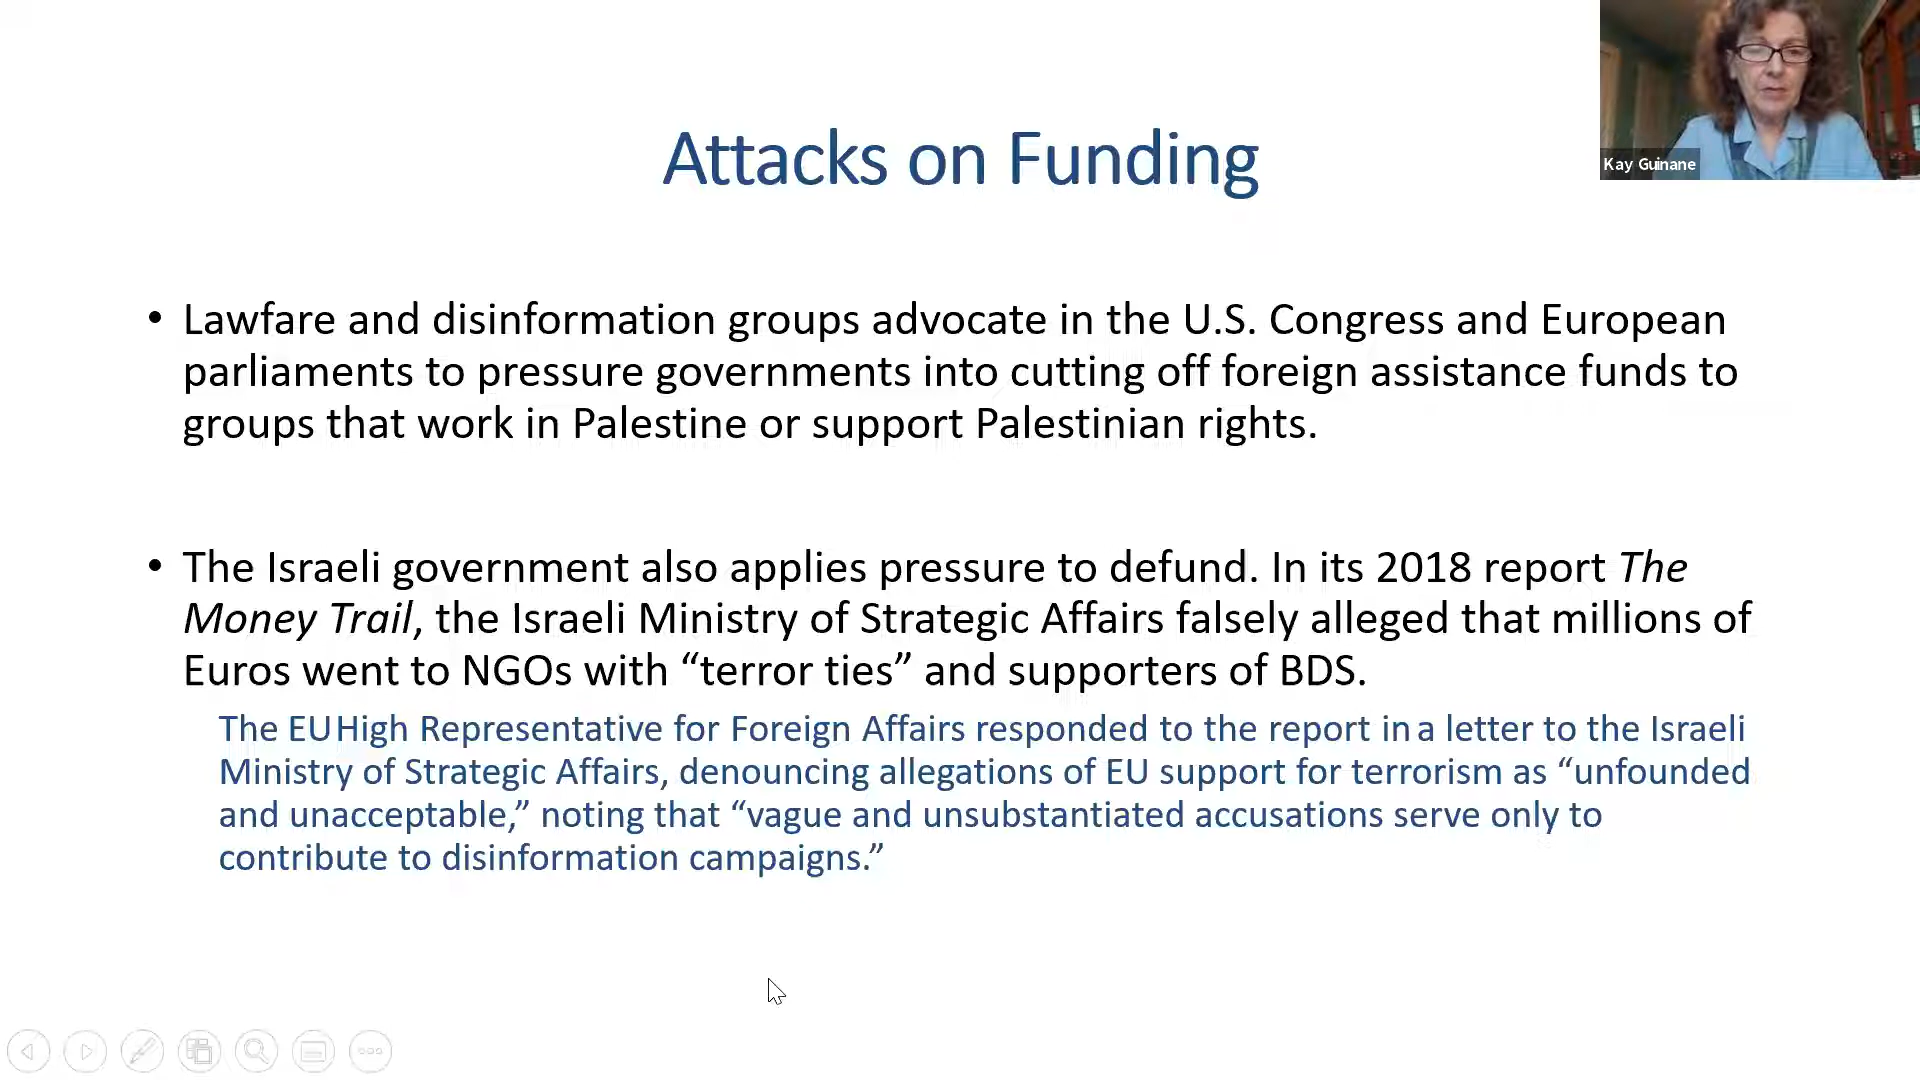 Kay Guinane
Attacks on Funding
• Lawfare and disinformation groups advocate in the U.S. Congress and European
parliaments to pressure governments into cutting off foreign assistance funds to
groups that work in Palestine or support Palestinian rights.
• The Israeli government also applies pressure to defund. In its 2018 report The
Money Trail, the Israeli Ministry of Strategic Affairs falsely alleged that millions of
Euros went to NGOs with “terror ties” and supporters of BDS.
The EU High Representative for Foreign Affairs responded to the report in a letter to the Israeli
Ministry of Strategic Affairs, denouncing allegations of EU support for terrorism as “unfounded
and unacceptable,” noting that “vague and unsubstantiated accusations serve only to
contribute to disinformation campaigns.”